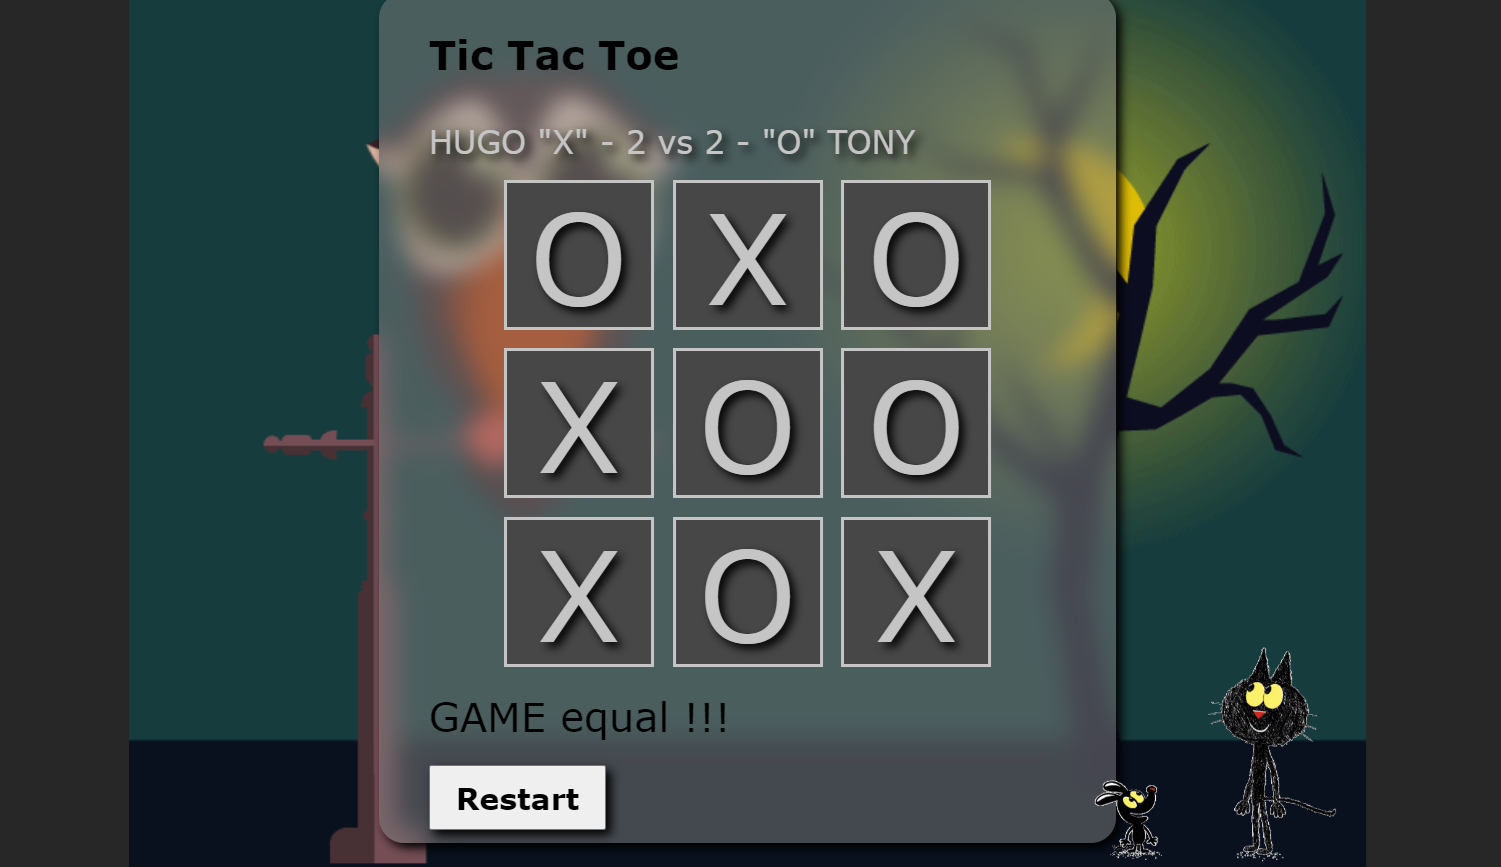 Tic Tac Toe
HUGO "X" - 2 vs 2 - "O" TONY
O X O
X O O
X O X
GAME equal !!!
Restart